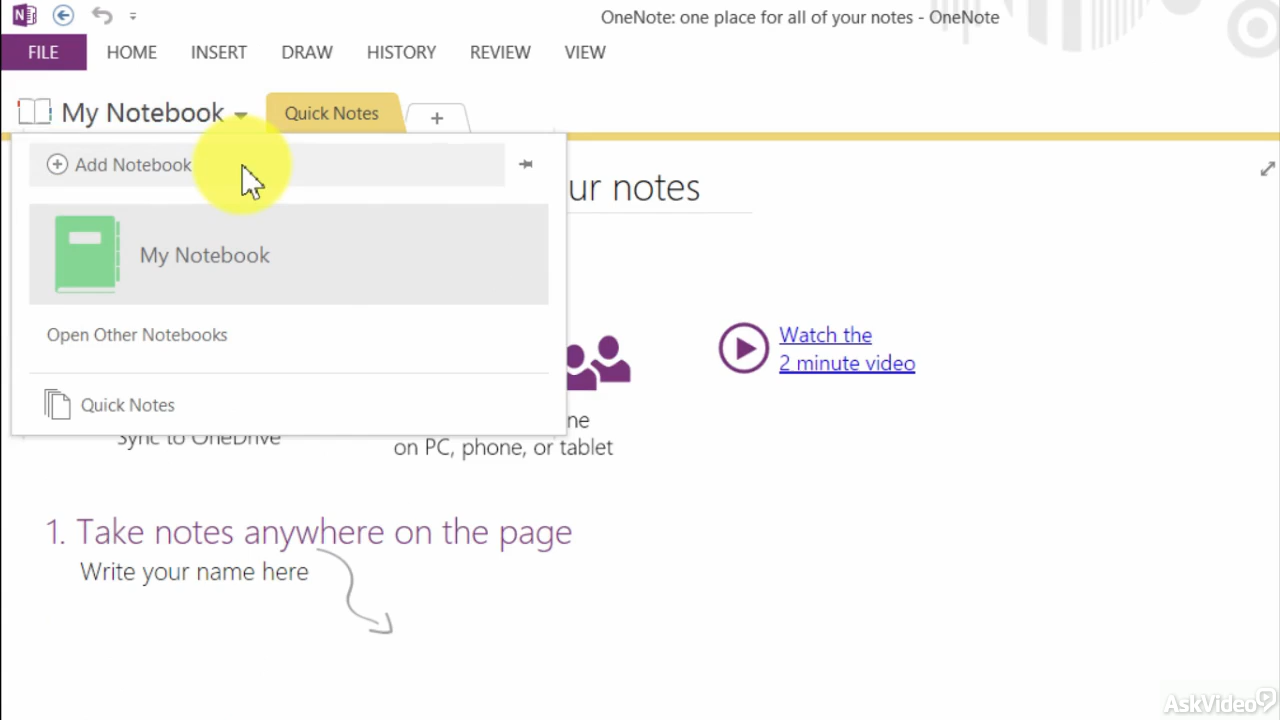 OneNote: one place for all of your notes - OneNote
FILE HOME INSERT DRAW HISTORY REVIEW VIEW
My Notebook Quick Notes +
Add Notebook
ur notes
My Notebook
Open Other Notebooks
Watch the
2 minute video
Quick Notes
ne
Sync to OneDrive
on PC, phone, or tablet
1. Take notes anywhere on the page
Write your name here
AskVideo